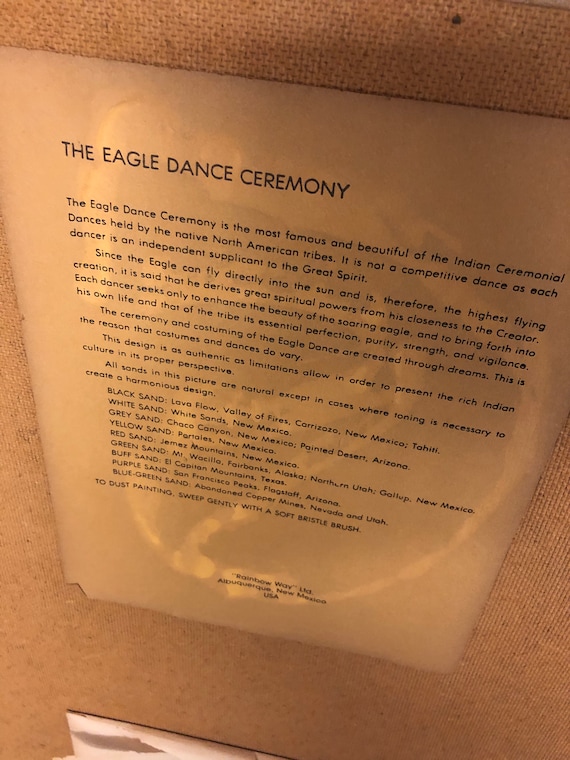 THE EAGLE DANCE CEREMONY
The Eagle Dance Ceremony is the most famous and beautiful of the Indian Ceremonial
Dances held by the native North American tribes. It is not a competitive dance as each
dancer is an independent supplicant to the Great Spirit.
Since the Eagle can fly directly into the sun and is, therefore, the highest flying
creation, it is said that he derives great spiritual powers from his closeness to the Creator.
Each dancer seeks only to enhance the beauty of the soaring eagle, and to bring forth into
his own life and that of the tribe its essential perfection, purity, strength, and vigilance.
The ceremony and costuming of the Eagle Dance are created through dreams. This is
the reason that costumes and dances do vary.
This design is as authentic as limitations allow in order to present the rich Indian
culture in its proper perspective.
All sands in this picture are natural except in cases where toning is necessary to
create a harmonious design.
BLACK SAND: Lava Flow, Valley of Fires, Carrizozo, New Mexico; Tahiti.
WHITE SAND: White Sands, New Mexico.
GREY SAND: Chaco Canyon, New Mexico; Painted Desert, Arizona.
YELLOW SAND: Portales, New Mexico.
RED SAND: Jemez Mountains, New Mexico.
GREEN SAND: Mt. Wacilla, Fairbanks, Alaska; Northern Utah; Gallup, New Mexico.
BUFF SAND: El Capitan Mountains, Texas.
PURPLE SAND: San Francisco Peaks, Flagstaff, Arizona.
BLUE-GREEN SAND: Abandoned Copper Mines, Nevada and Utah.
TO DUST PAINTING, SWEEP GENTLY WITH A SOFT BRISTLE BRUSH.
"Rainbow Way" Ltd.
Albuquerque, New Mexico
USA